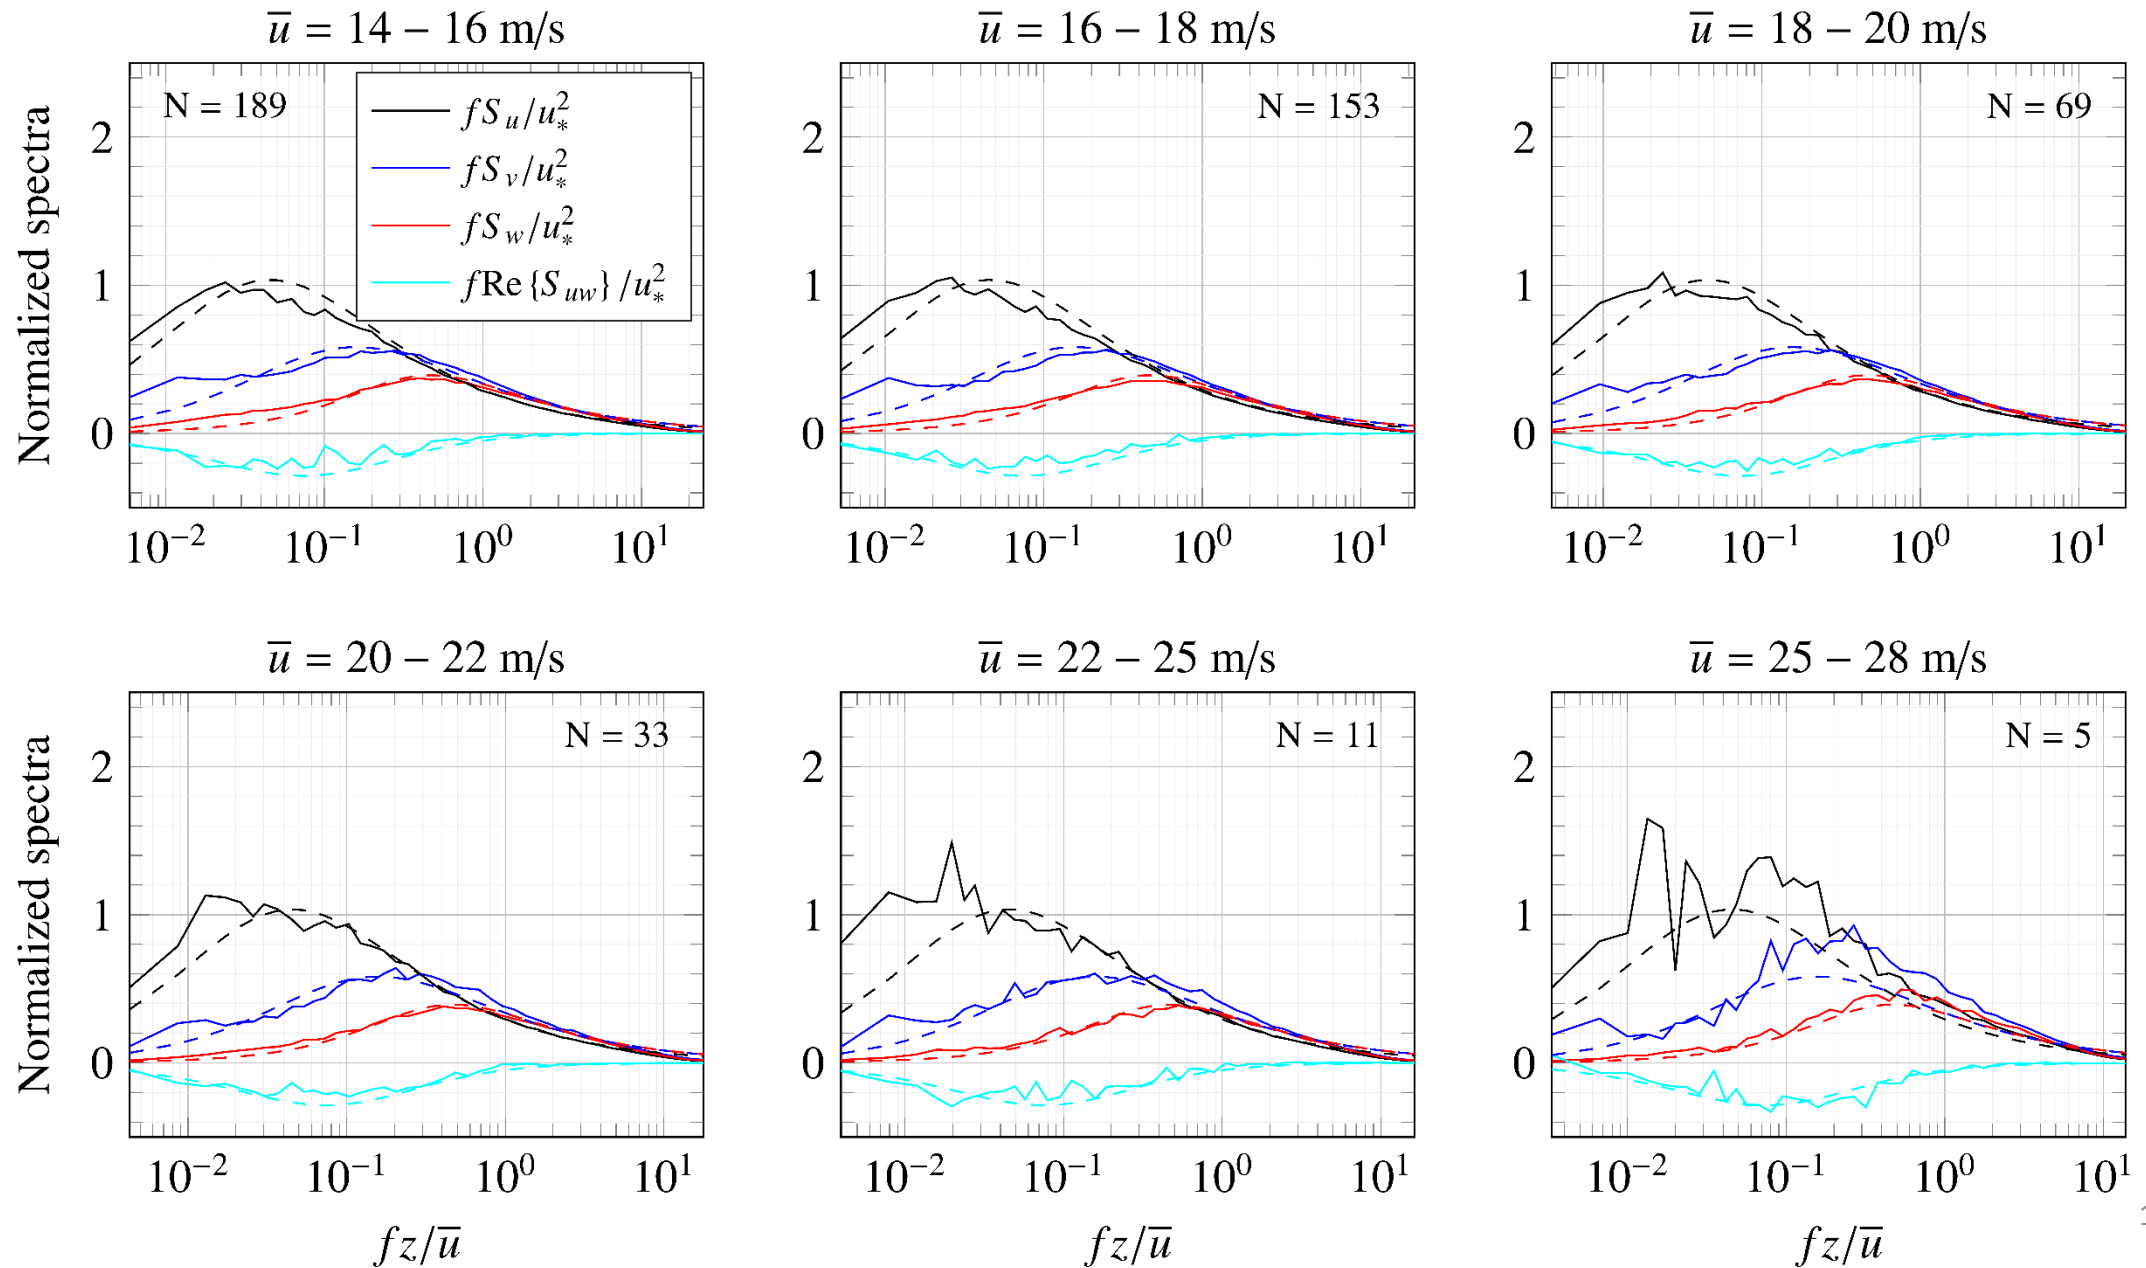 u̅ = 14 − 16 m/s
u̅ = 16 − 18 m/s
u̅ = 18 − 20 m/s
Normalized spectra
2
1
0
N = 189
fS_u/u_*^2
fS_v/u_*^2
fS_w/u_*^2
fRe{S_uw}/u_*^2
10^−2 10^−1 10^0 10^1
2
1
0
N = 153
10^−2 10^−1 10^0 10^1
2
1
0
N = 69
10^−2 10^−1 10^0 10^1
u̅ = 20 − 22 m/s
u̅ = 22 − 25 m/s
u̅ = 25 − 28 m/s
Normalized spectra
2
1
0
N = 33
10^−2 10^−1 10^0 10^1
fz/u̅
2
1
0
N = 11
10^−2 10^−1 10^0 10^1
2
1
0
N = 5
10^−2 10^−1 10^0 10^1
fz/u̅